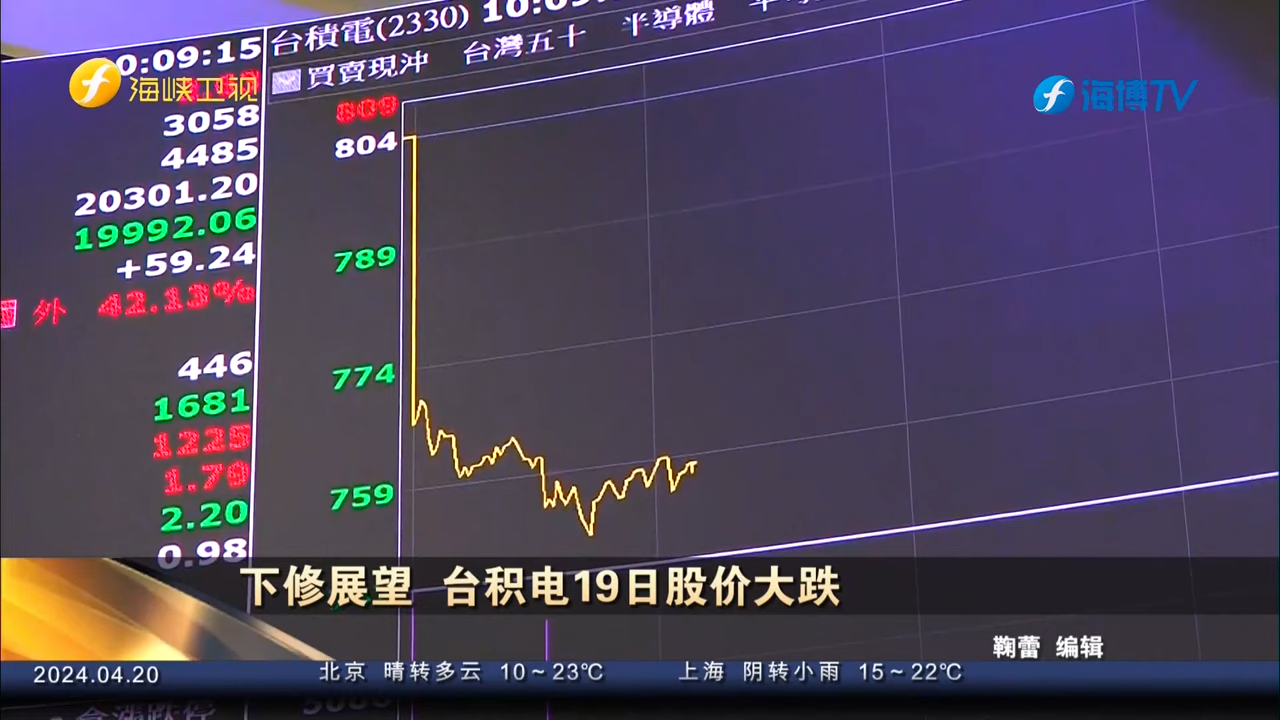 台積電(2330)
台灣五十
半導體
買賣現沖
0:09:15
海峡卫视
海博TV
3058
4485
20301.20
19992.06
+59.24
外 42.13%
446
1681
1225
1.79
2.20
0.98
809
804
789
774
759
下修展望 台积电19日股价大跌
鞠蕾 编辑
2024.04.20
北京 晴转多云 10~23℃
上海 阴转小雨 15~22℃